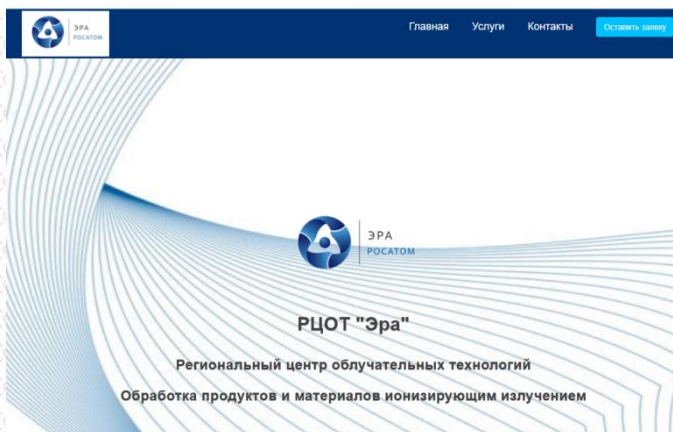 ЭРА
РОСАТОМ
Главная Услуги Контакты Оставить заявку
ЭРА
РОСАТОМ
РЦОТ "Эра"
Региональный центр облучательных технологий
Обработка продуктов и материалов ионизирующим излучением